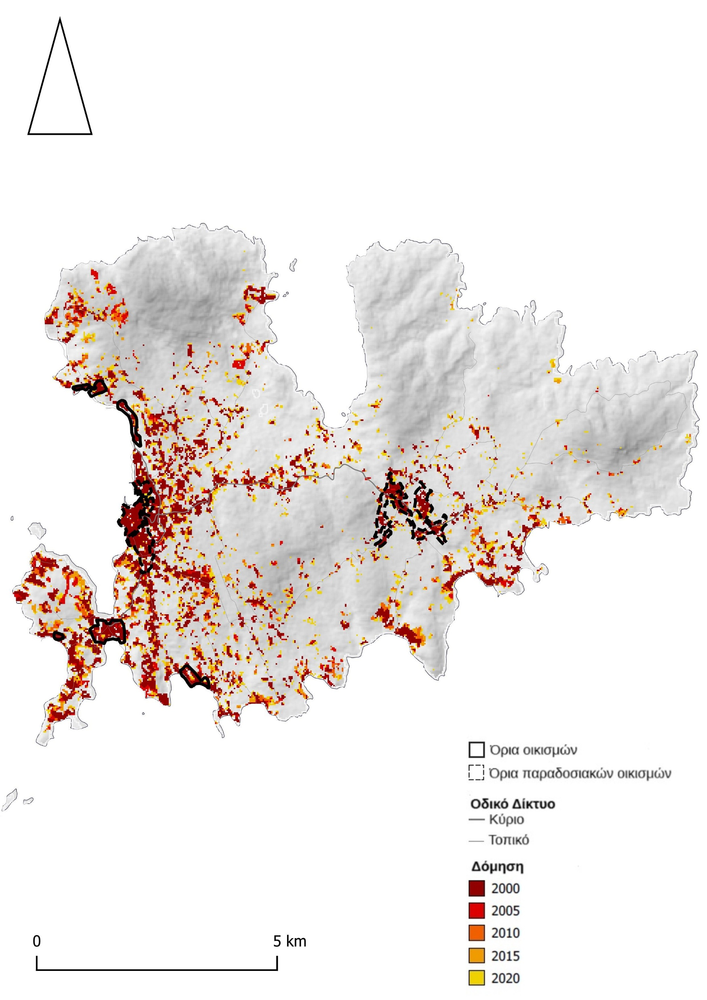 Όρια οικισμών
Όρια παραδοσιακών οικισμών
Οδικό Δίκτυο
Κύριο
Τοπικό
Δόμηση
2000
2005
2010
2015
2020
0 5 km